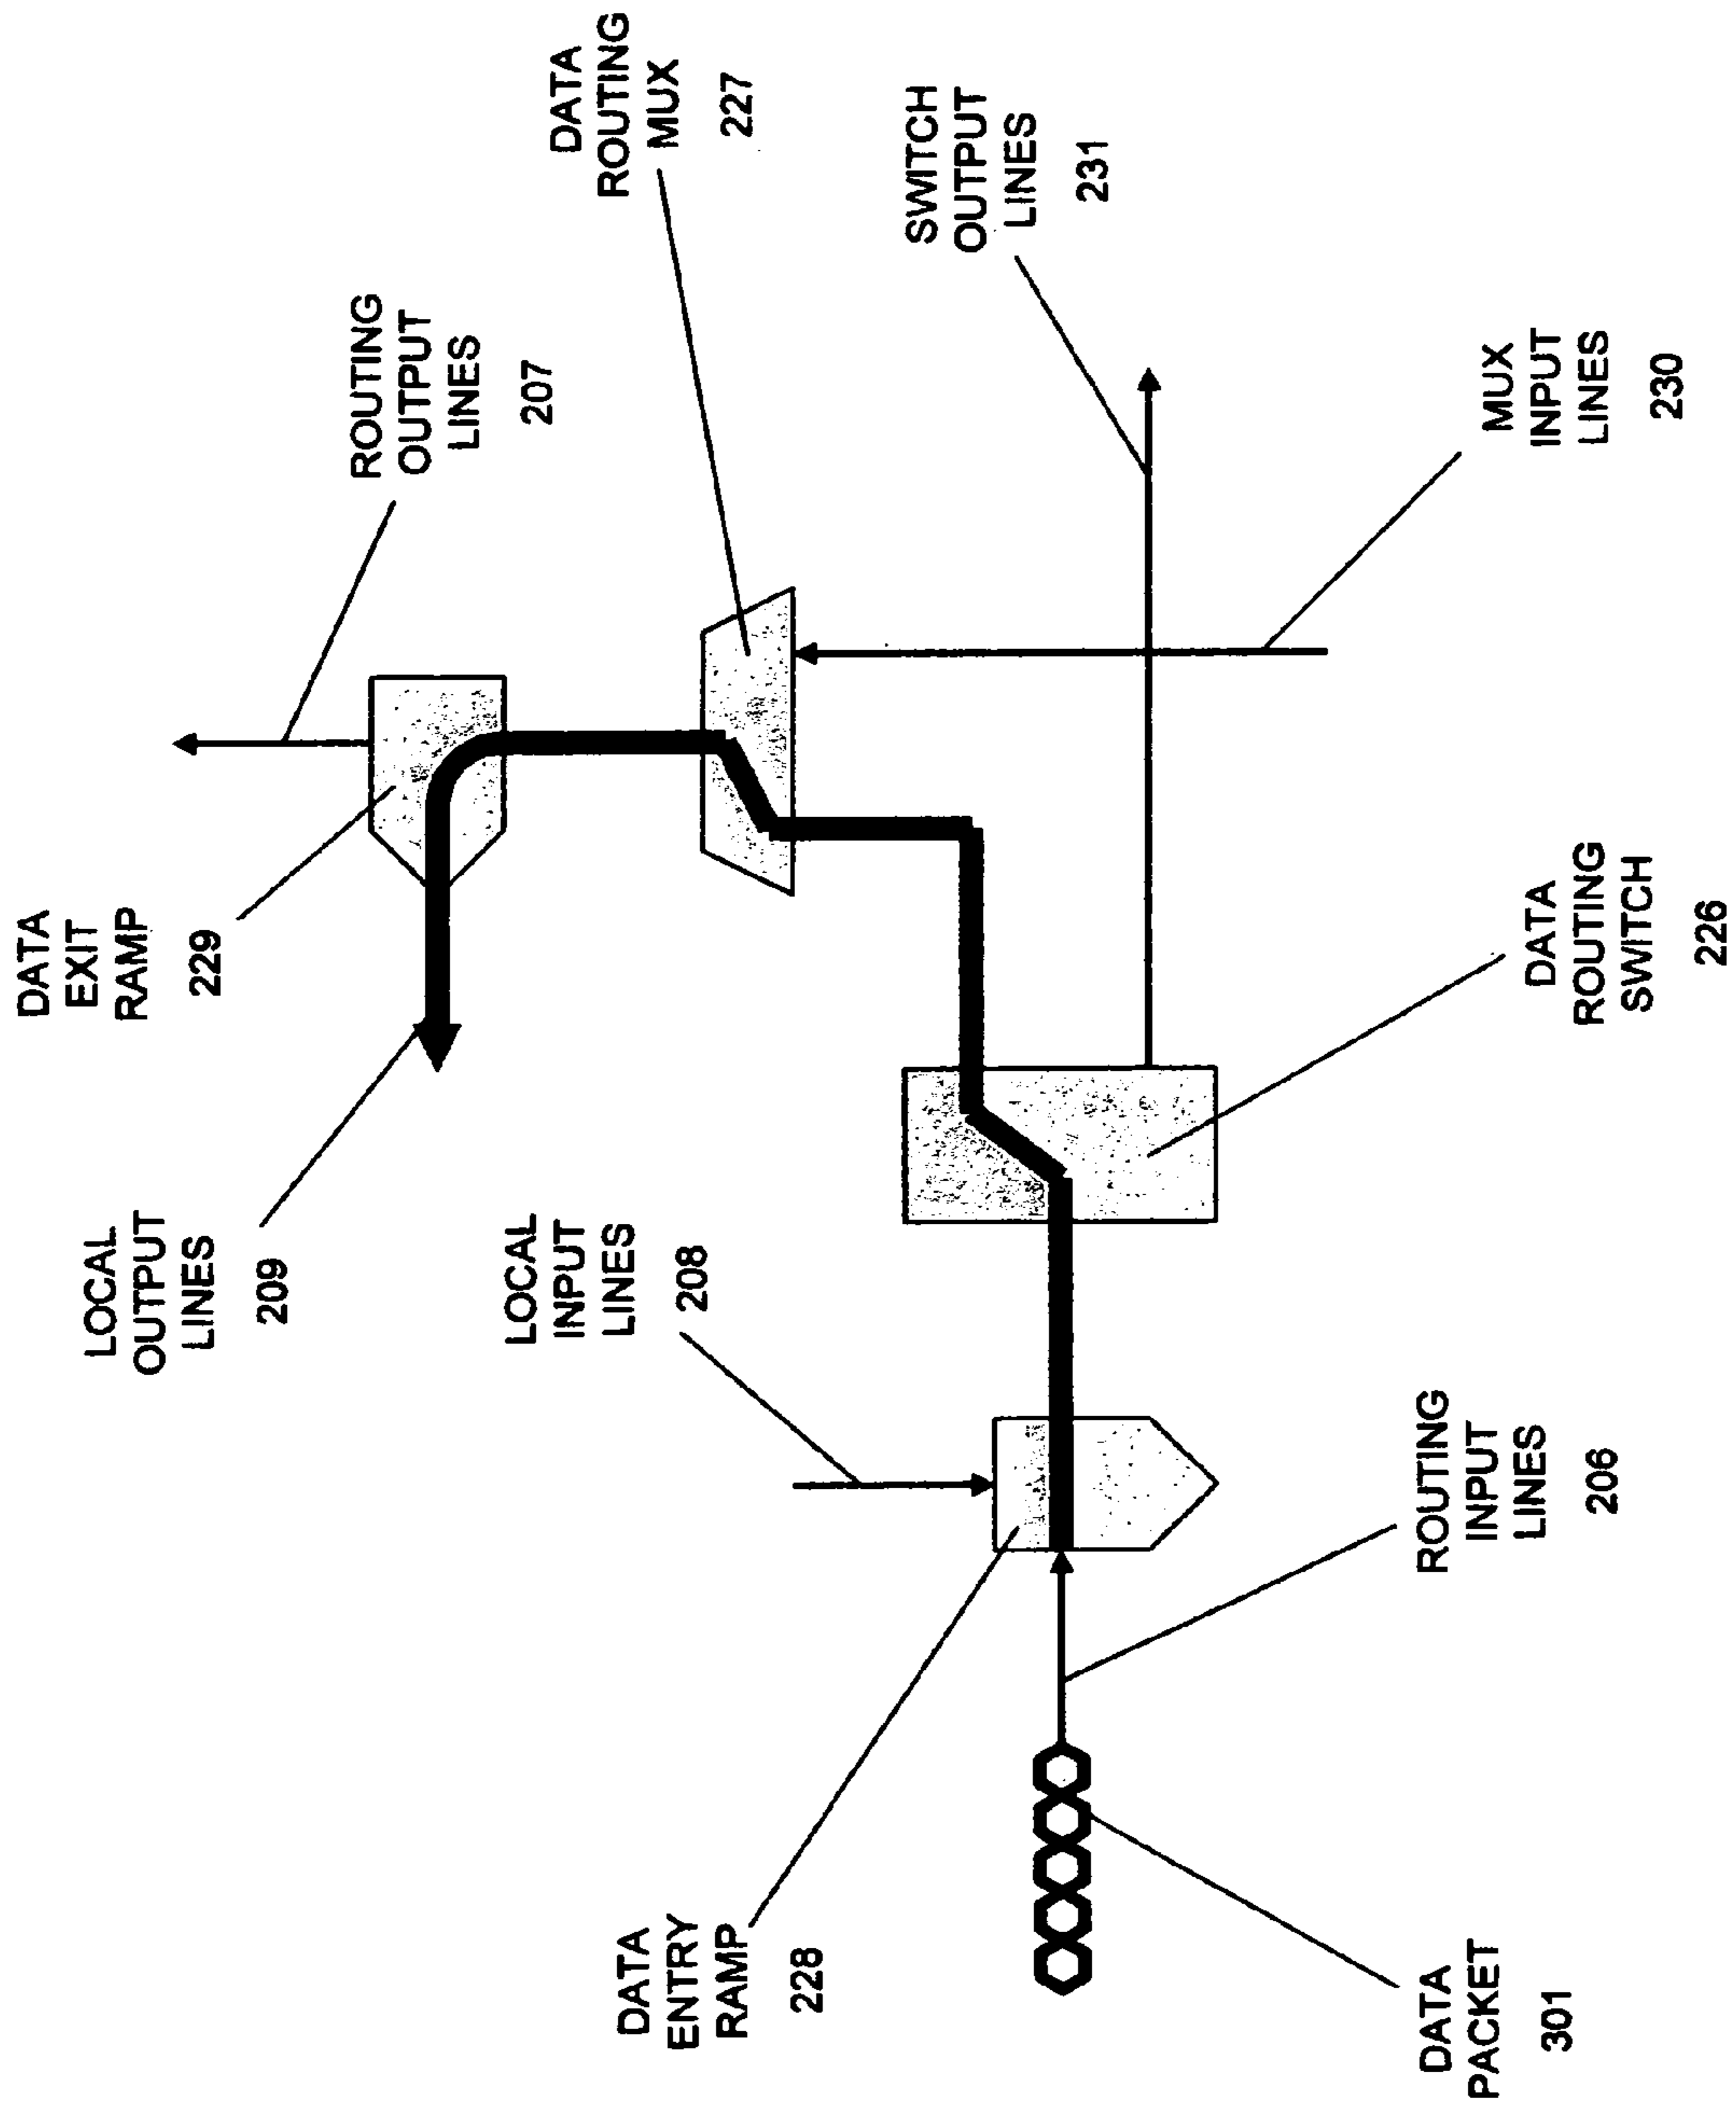 DATA
EXIT
RAMP
229
LOCAL
OUTPUT
LINES
209
ROUTING
OUTPUT
LINES
207
LOCAL
INPUT
LINES
208
DATA
ROUTING
MUX
227
DATA
ENTRY
RAMP
228
SWITCH
OUTPUT
LINES
231
DATA
PACKET
301
ROUTING
INPUT
LINES
206
DATA
ROUTING
SWITCH
226
MUX
INPUT
LINES
230